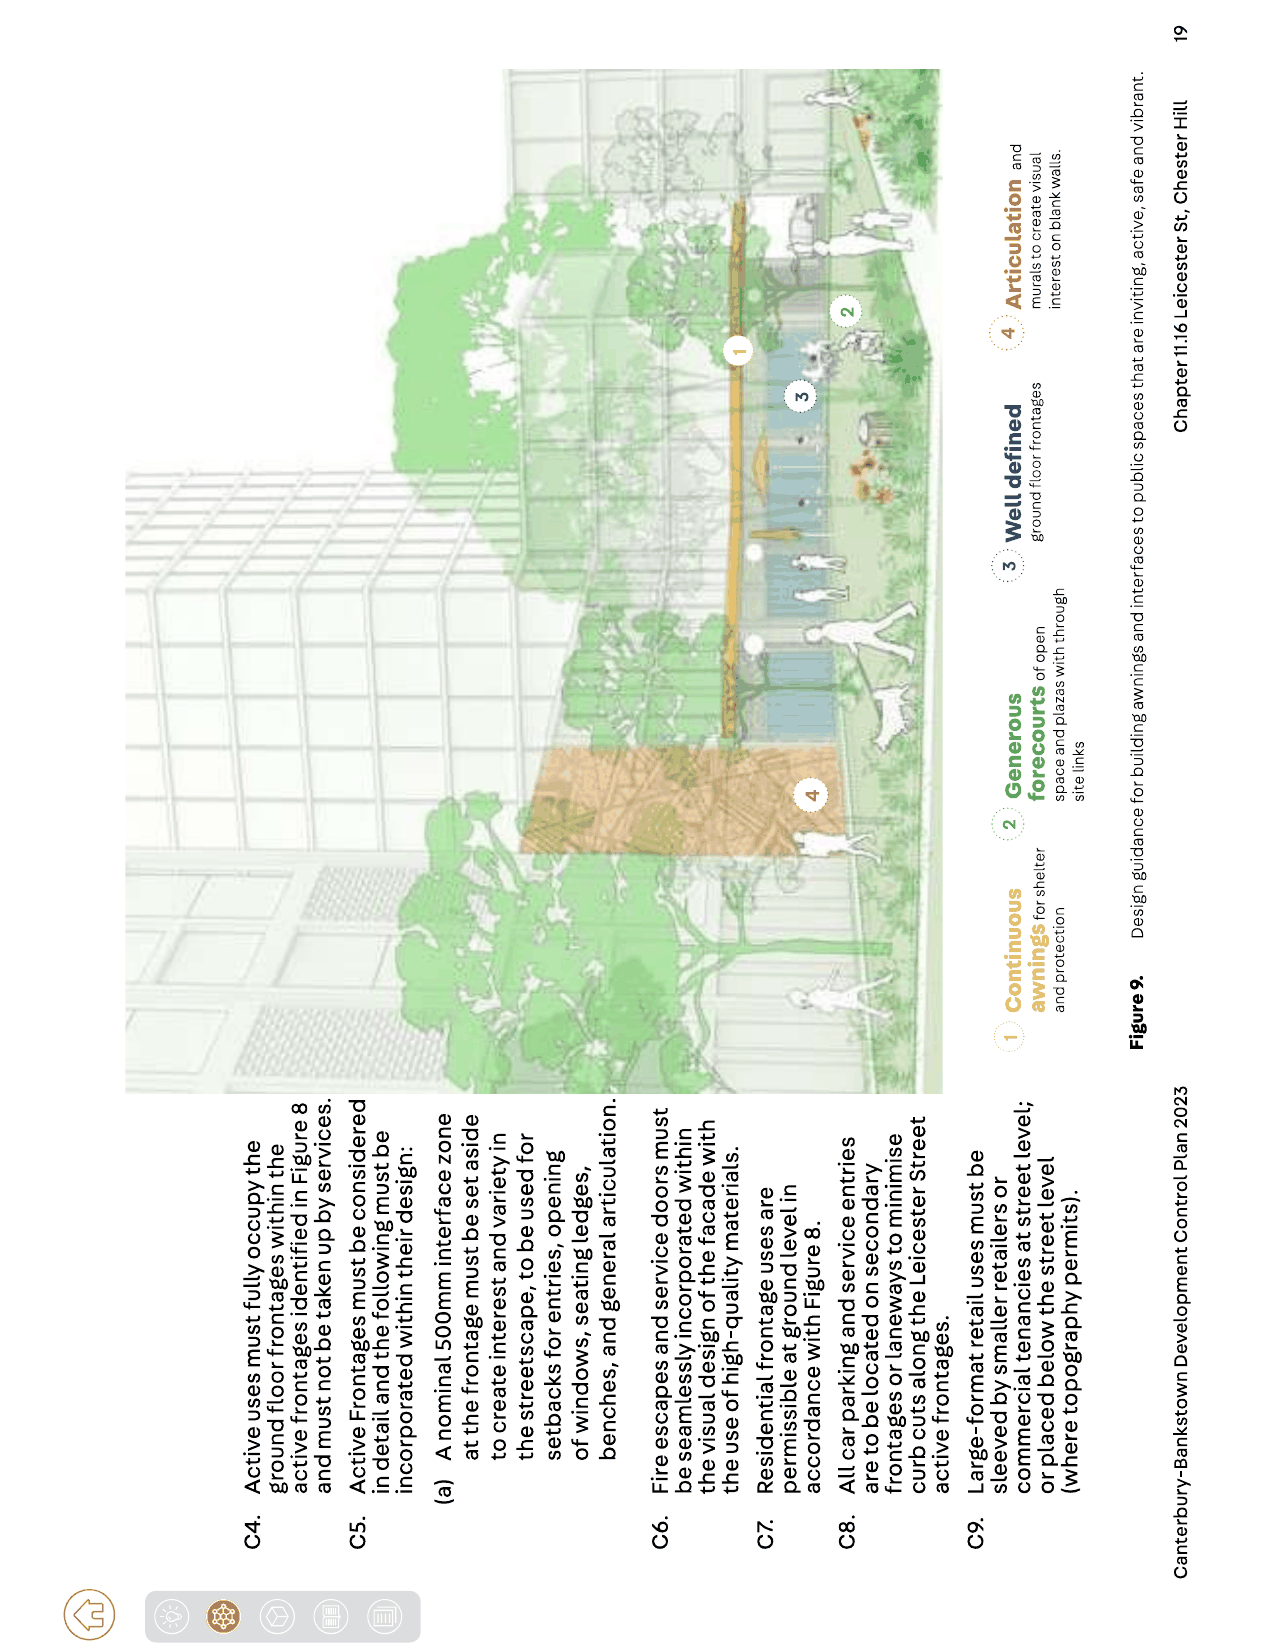 C4. Active uses must fully occupy the
ground floor frontages within the
active frontages identified in Figure 8
and must not be taken up by services.
C5. Active Frontages must be considered
in detail and the following must be
incorporated within their design:
(a) A nominal 500mm interface zone
at the frontage must be set aside
to create interest and variety in
the streetscape, to be used for
setbacks for entries, opening
of windows, seating ledges,
benches, and general articulation.
C6. Fire escapes and service doors must
be seamlessly incorporated within
the visual design of the facade with
the use of high-quality materials.
C7. Residential frontage uses are
permissible at ground level in
accordance with Figure 8.
C8. All car parking and service entries
are to be located on secondary
frontages or laneways to minimise
curb cuts along the Leicester Street
active frontages.
C9. Large-format retail uses must be
sleeved by smaller retailers or
commercial tenancies at street level;
or placed below the street level
(where topography permits).
4
3
1
2
1 Continuous
awnings for shelter
and protection
2 Generous
forecourts of open
space and plazas with through
site links
3 Well defined
ground floor frontages
4 Articulation and
murals to create visual
interest on blank walls.
Figure 9. Design guidance for building awnings and interfaces to public spaces that are inviting, active, safe and vibrant.
Canterbury-Bankstown Development Control Plan 2023
Chapter 11.16 Leicester St, Chester Hill 19